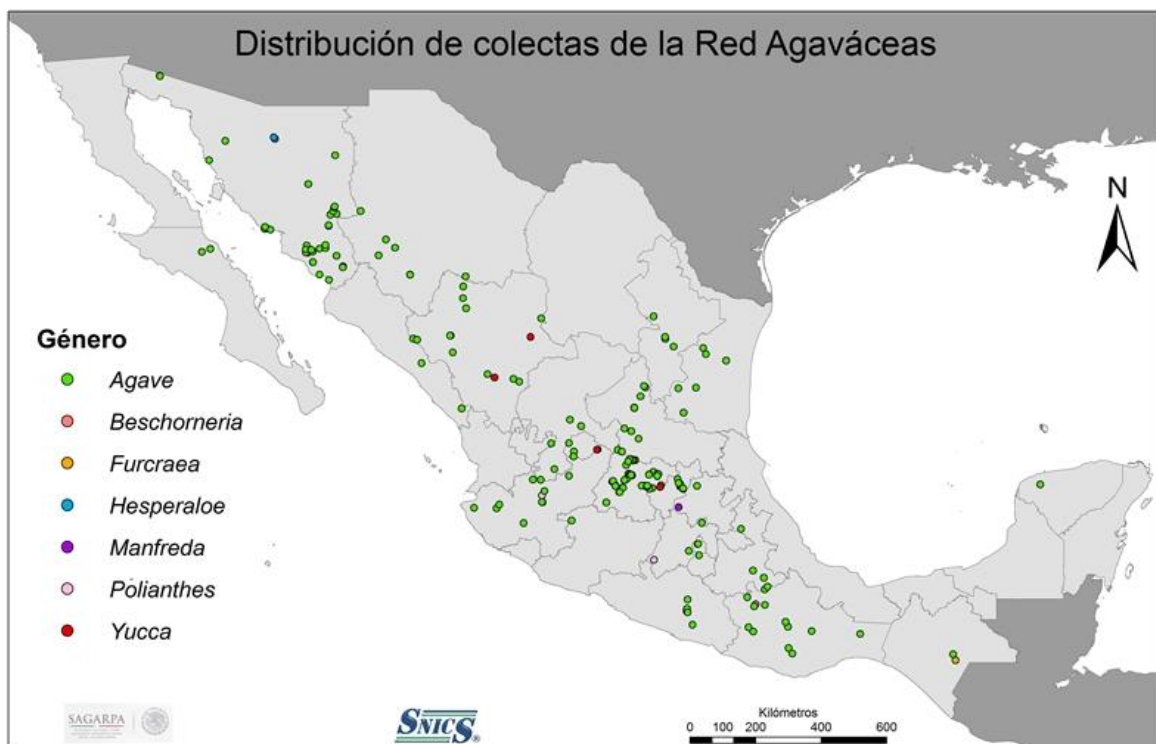 Distribución de colectas de la Red Agaváceas
N
Género
Agave
Beschorneria
Furcraea
Hesperaloe
Manfreda
Polianthes
Yucca
SAGARPA
SNICS®
Kilómetros
0 100 200 400 600